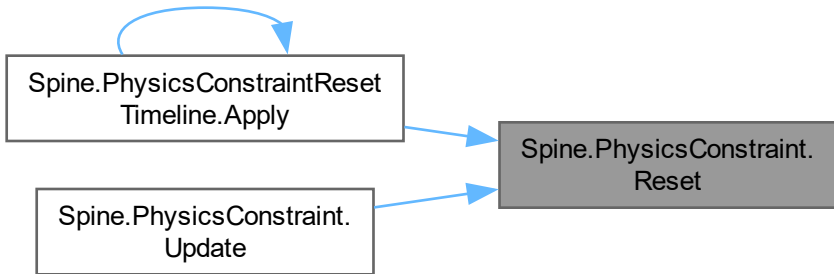 Spine.PhysicsConstraintReset
Timeline.Apply
Spine.PhysicsConstraint.
Reset
Spine.PhysicsConstraint.
Update